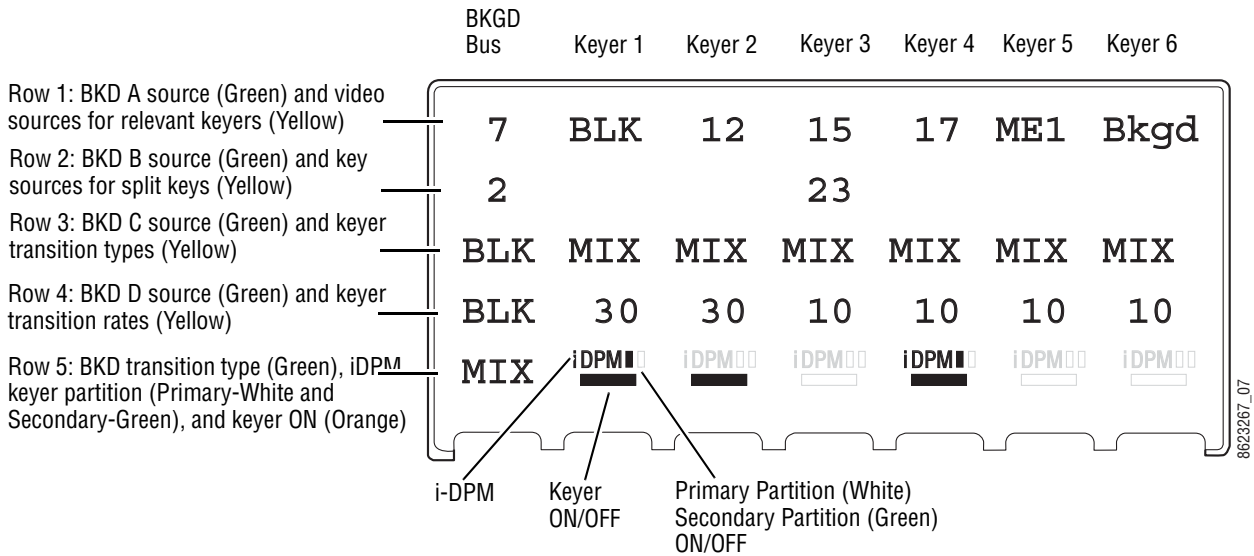 BKGD
Bus Keyer 1 Keyer 2 Keyer 3 Keyer 4 Keyer 5 Keyer 6
Row 1: BKD A source (Green) and video
sources for relevant keyers (Yellow)
7 BLK 12 15 17 ME1 Bkgd
Row 2: BKD B source (Green) and key
sources for split keys (Yellow)
2 23
Row 3: BKD C source (Green) and keyer
transition types (Yellow)
BLK MIX MIX MIX MIX MIX MIX
Row 4: BKD D source (Green) and keyer
transition rates (Yellow)
BLK 30 30 10 10 10 10
Row 5: BKD transition type (Green), iDPM
keyer partition (Primary-White and
Secondary-Green), and keyer ON (Orange)
MIX iDPM iDPM iDPM iDPM iDPM iDPM
i-DPM
Keyer
ON/OFF
Primary Partition (White)
Secondary Partition (Green)
ON/OFF
8623267_07